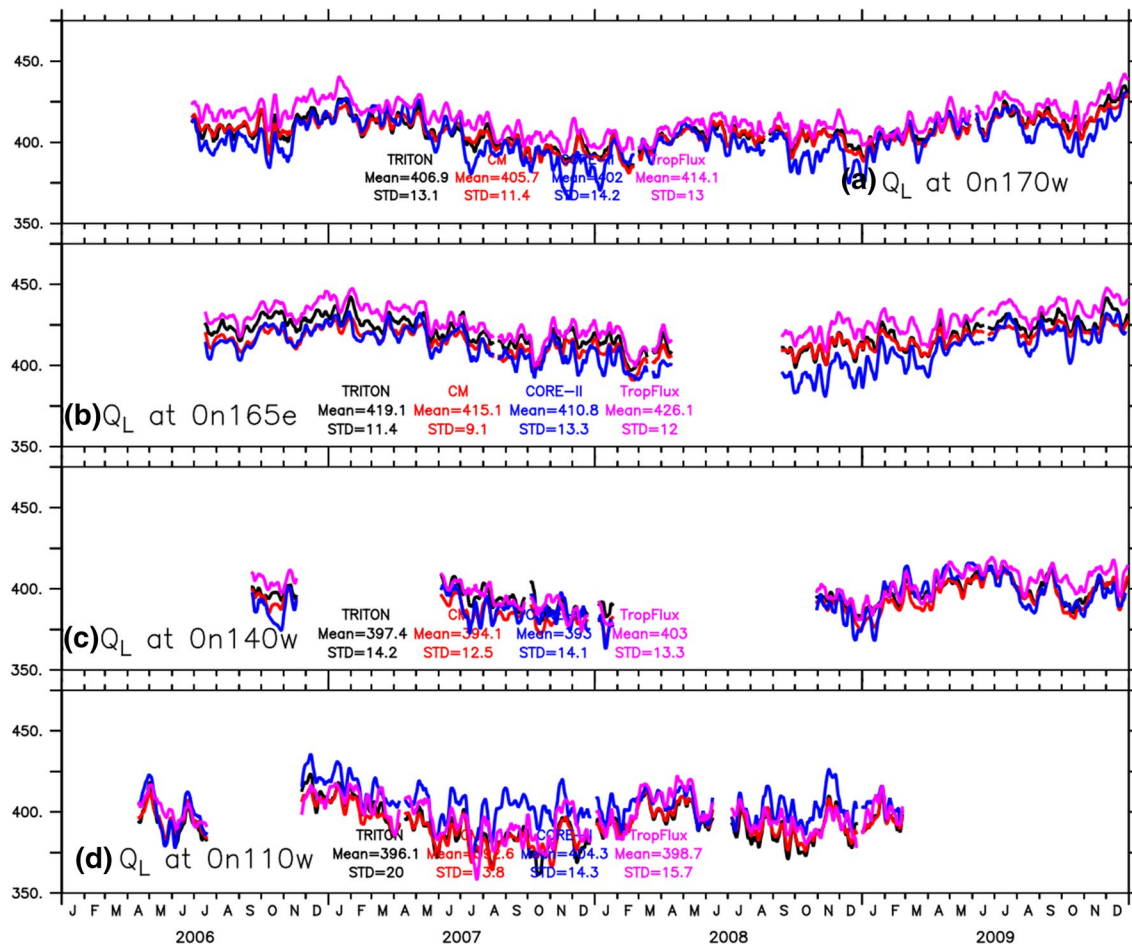 450.
400.
350.
TRITON CM TropFlux
Mean=406.9 Mean=405.7 Mean=402 Mean=414.1
STD=13.1 STD=11.4 STD=14.2 STD=13
(a) QL at 0n170w
450.
400.
350.
TRITON CM CORE-II TropFlux
Mean=419.1 Mean=415.1 Mean=410.8 Mean=426.1
STD=11.4 STD=9.1 STD=13.3 STD=12
(b) QL at 0n165e
450.
400.
350.
TRITON CM TropFlux
Mean=397.4 Mean=394.1 Mean=393 Mean=403
STD=14.2 STD=12.5 STD=14.1 STD=13.3
(c) QL at 0n140w
450.
400.
350.
TRITON TropFlux
Mean=396.1 Mean=404.3 Mean=398.7
STD=20 STD=14.3 STD=15.7
(d) QL at 0n110w
J F M A M J J A S O N D J F M A M J J A S O N D J F M A M J J A S O N D J F M A M J J A S O N D
2006 2007 2008 2009